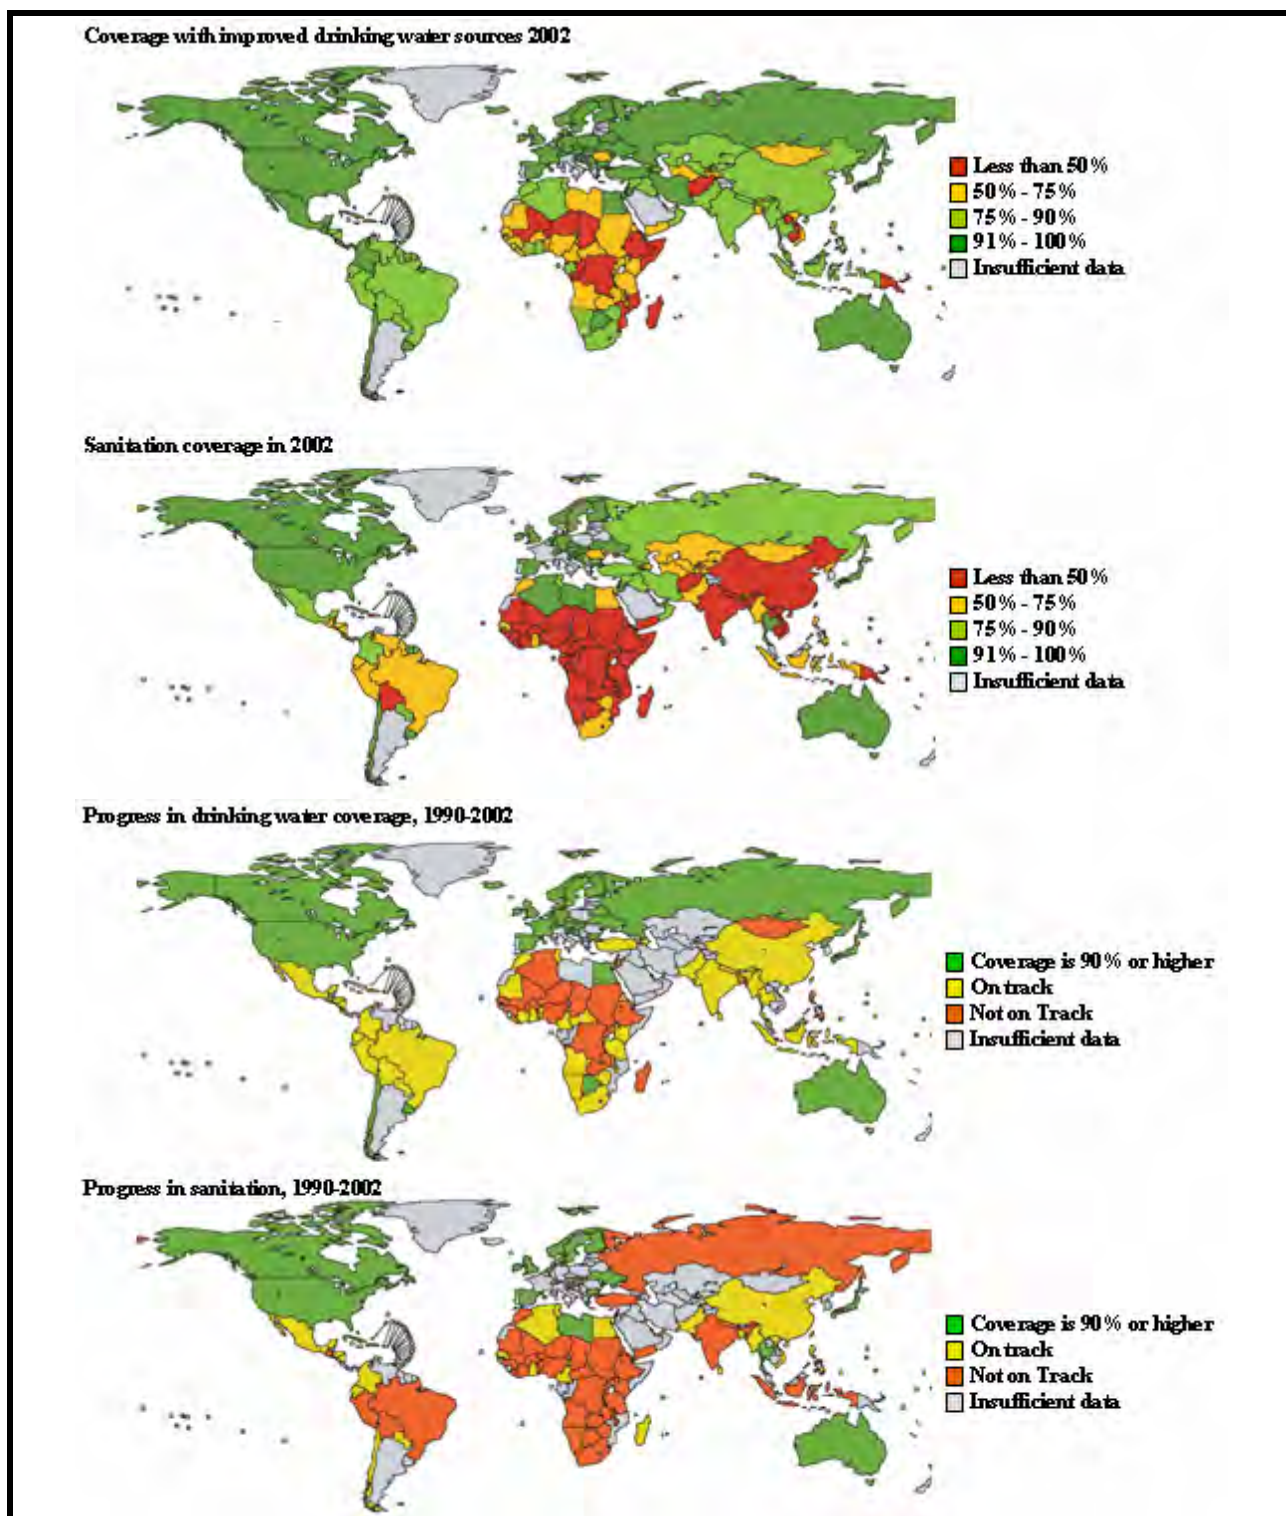 Coverage with improved drinking water sources 2002
Less than 50%
50% - 75%
75% - 90%
91% - 100%
Insufficient data
Sanitation coverage in 2002
Less than 50%
50% - 75%
75% - 90%
91% - 100%
Insufficient data
Progress in drinking water coverage, 1990-2002
Coverage is 90% or higher
On track
Not on Track
Insufficient data
Progress in sanitation, 1990-2002
Coverage is 90% or higher
On track
Not on Track
Insufficient data